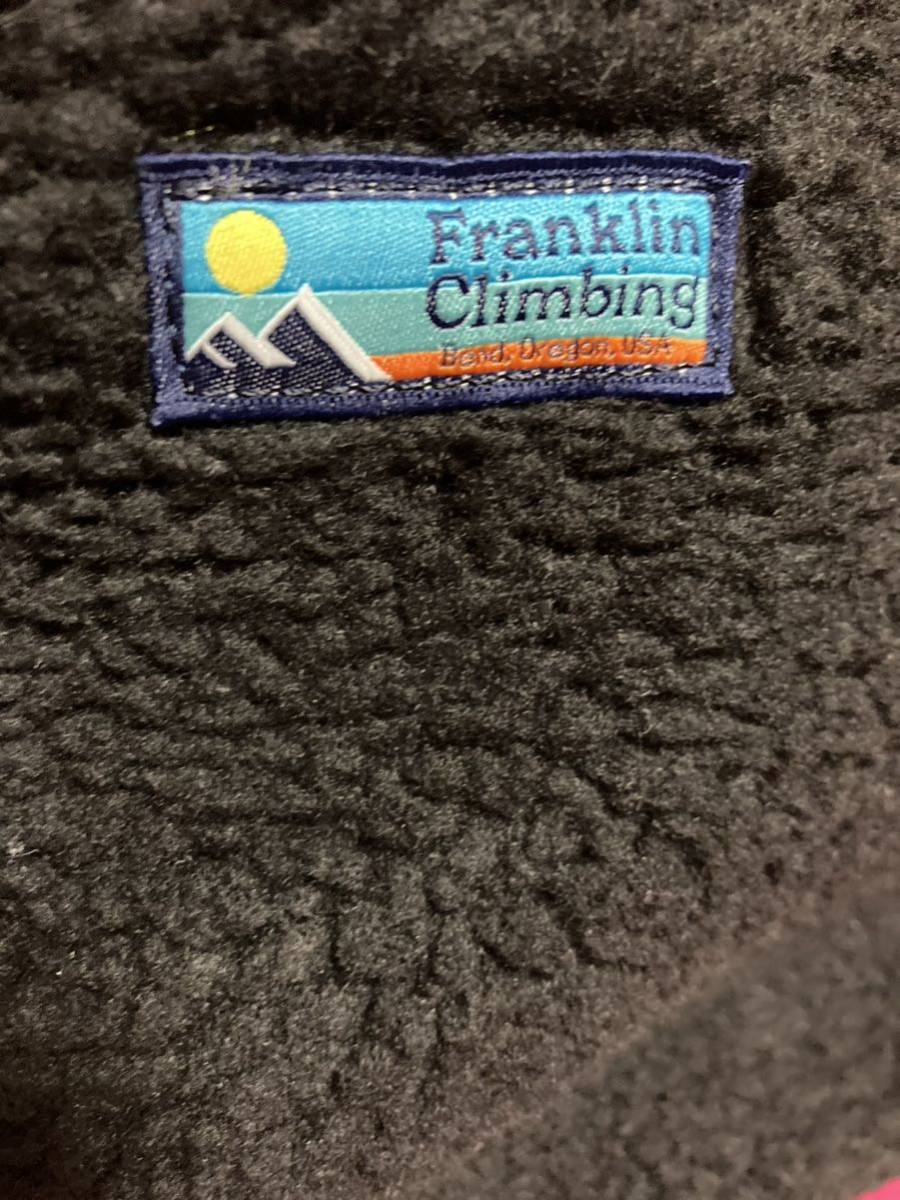 Franklin
Climbing
Bend, Oregon, USA